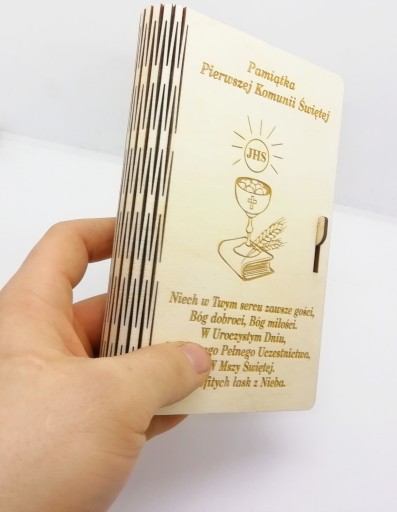 Pamiątka
Pierwszej Komunii Świętej
JHS
Niech w Twym sercu zawsze gości,
Bóg dobroci, Bóg miłości.
W Uroczystym Dniu,
Pełnego Uczestnictwa,
W Mszy Świętej.
łask z Nieba.